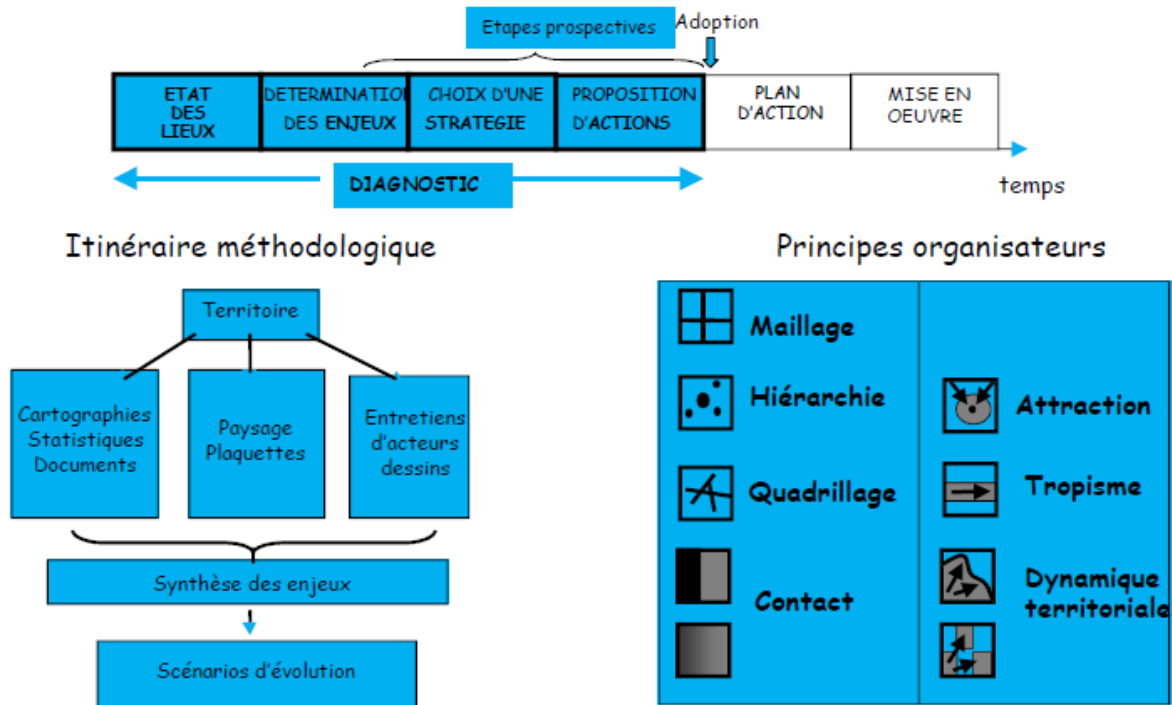 Etapes prospectives
Adoption
ETAT
DES
LIEUX
DETERMINATION
DES ENJEUX
CHOIX D'UNE
STRATEGIE
PROPOSITION
D'ACTIONS
PLAN
D'ACTION
MISE EN
OEUVRE
DIAGNOSTIC
temps
Itinéraire méthodologique
Territoire
Cartographies
Statistiques
Documents
Paysage
Plaquettes
Entretiens
d'acteurs
dessins
Synthèse des enjeux
Scénarios d'évolution
Principes organisateurs
Maillage
Hiérarchie
Quadrillage
Contact
Attraction
Tropisme
Dynamique
territoriale